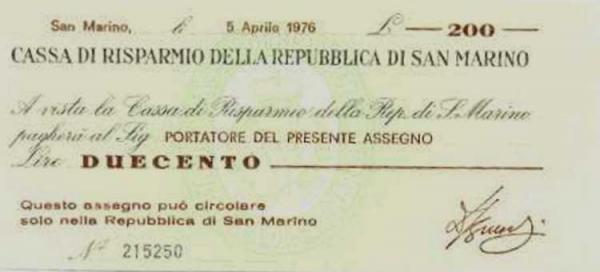 San Marino, li 5 Aprile 1976 L. — 200 —
CASSA DI RISPARMIO DELLA REPUBBLICA DI SAN MARINO
A vista la Cassa di Risparmio della Rep. di S. Marino
pagherà al Sig PORTATORE DEL PRESENTE ASSEGNO
Lire DUECENTO
Questo assegno può circolare
solo nella Repubblica di San Marino
N° 215250